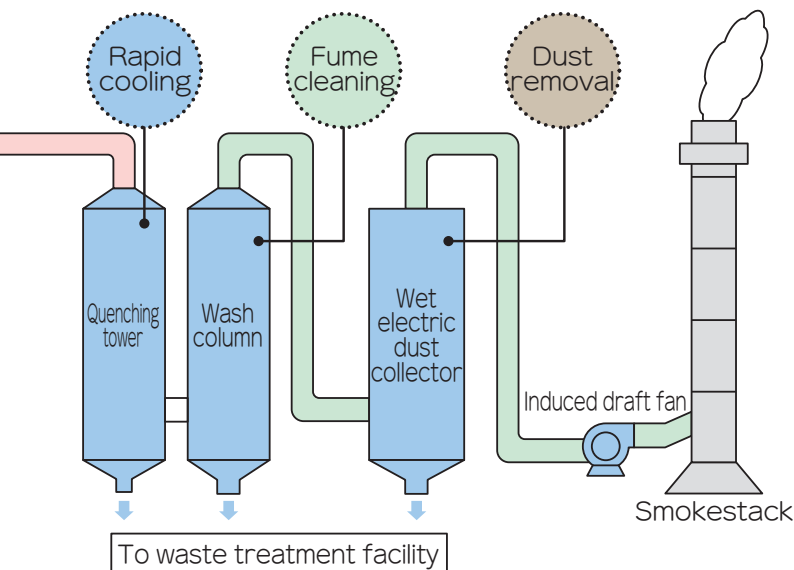 Rapid
cooling
Fume
cleaning
Dust
removal
Quenching
tower
Wash
column
Wet
electric
dust
collector
Induced draft fan
Smokestack
To waste treatment facility